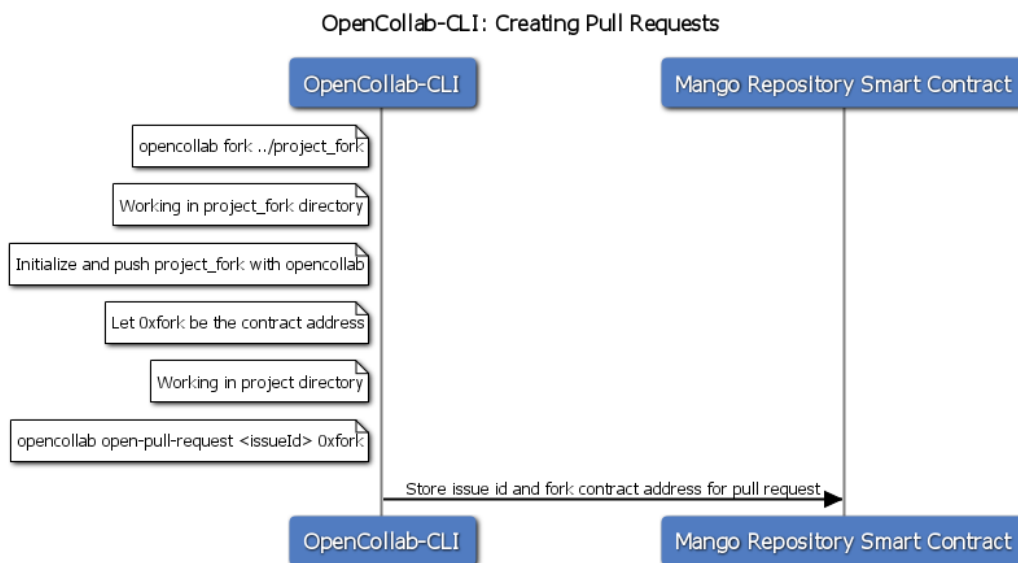 OpenCollab-CLI: Creating Pull Requests
OpenCollab-CLI
Mango Repository Smart Contract
opencollab fork ../project_fork
Working in project_fork directory
Initialize and push project_fork with opencollab
Let 0xfork be the contract address
Working in project directory
opencollab open-pull-request <issueId> 0xfork
Store issue id and fork contract address for pull request
OpenCollab-CLI
Mango Repository Smart Contract